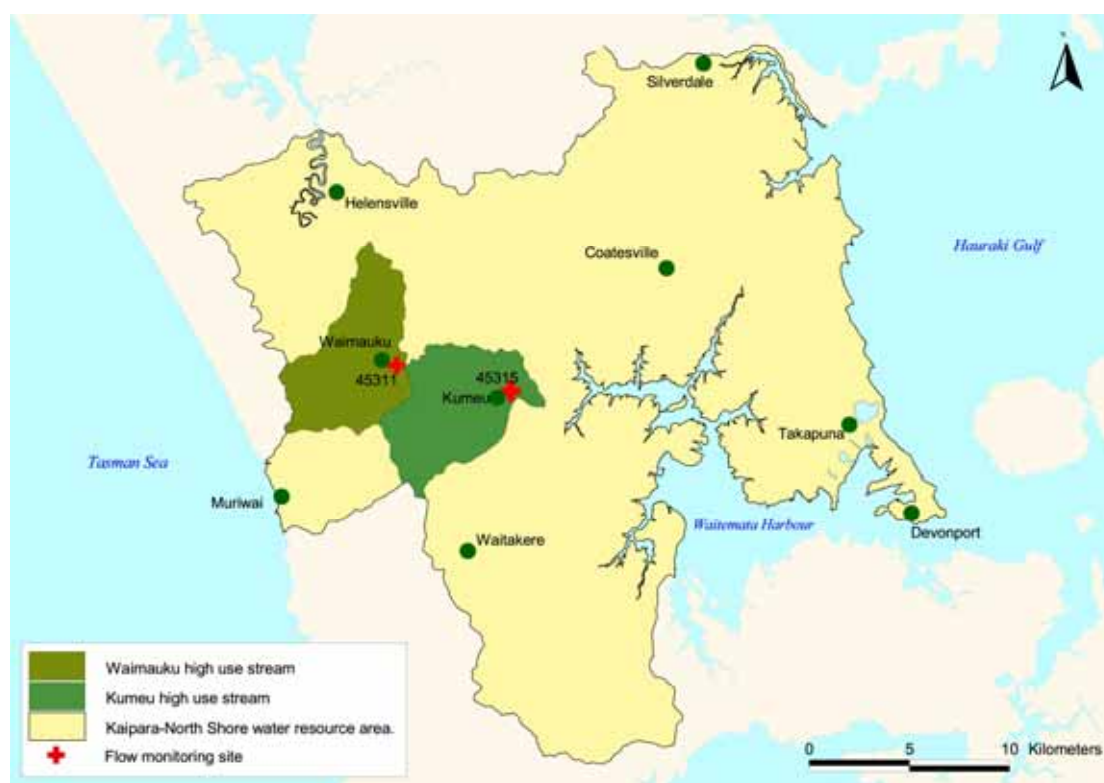 N
Silverdale
Helensville
Coatesville
Hauraki Gulf
Waimauku
45311
45315
Kumeu
Takapuna
Tasman Sea
Muriwai
Waitemata Harbour
Devonport
Waitakere
Waimauku high use stream
Kumeu high use stream
Kaipara-North Shore water resource area.
Flow monitoring site
0 5 10 Kilometers